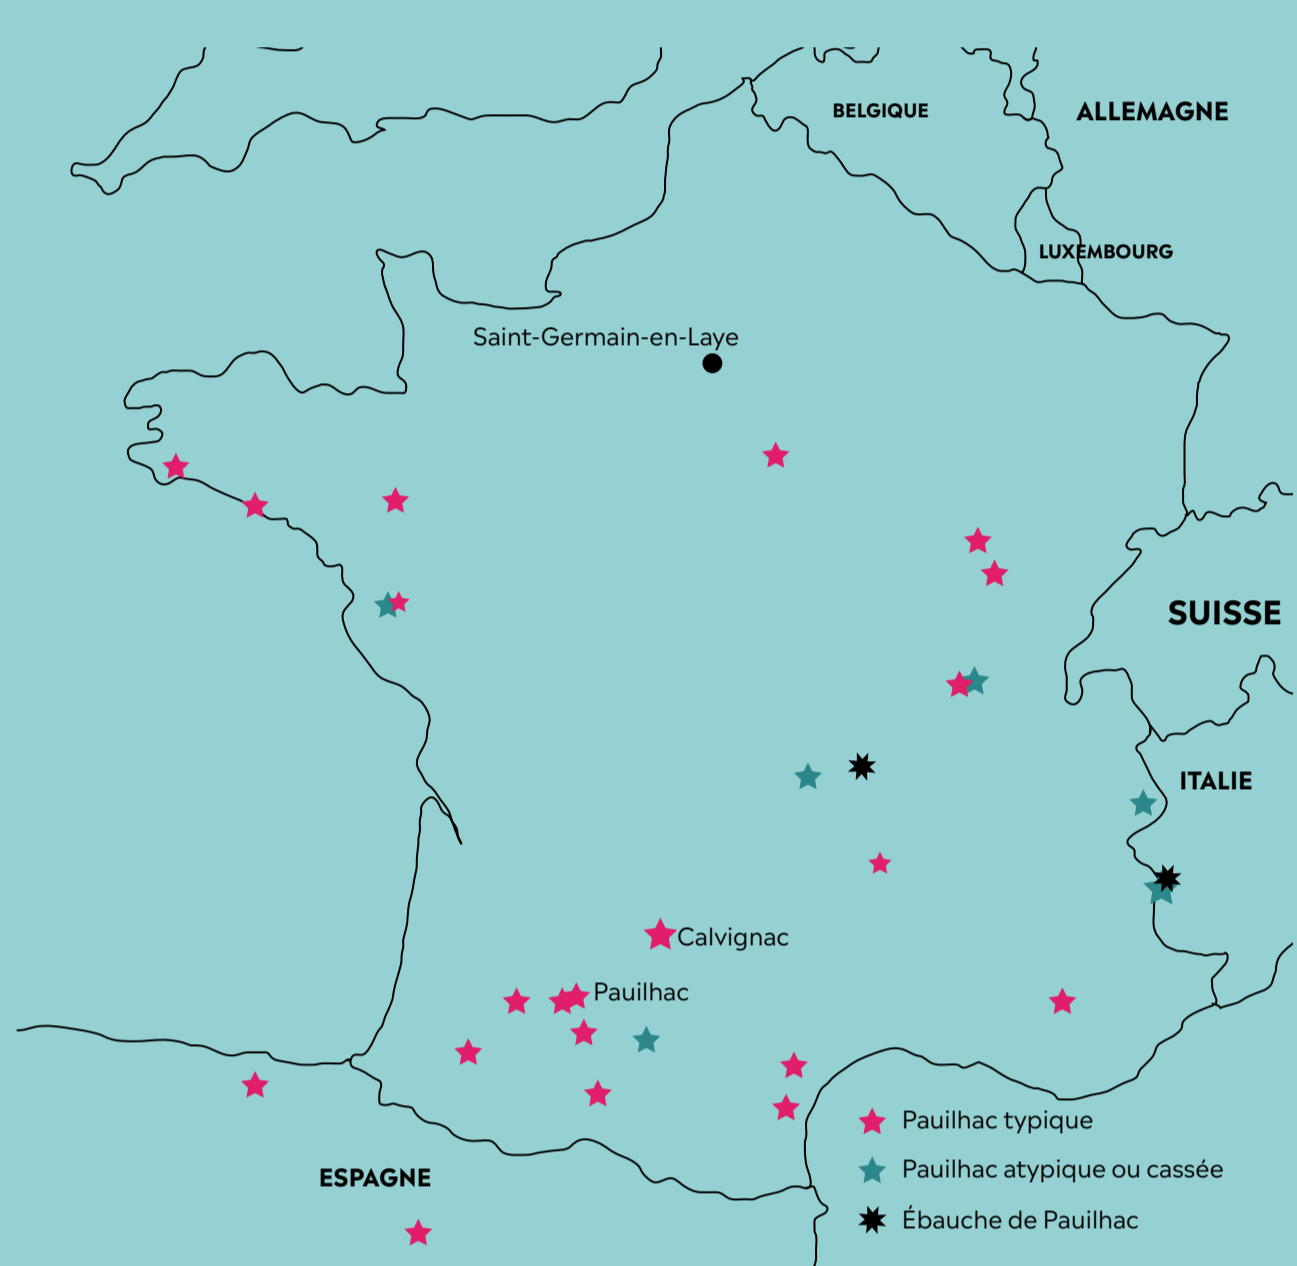 BELGIQUE
ALLEMAGNE
LUXEMBOURG
Saint-Germain-en-Laye
SUISSE
ITALIE
Calvignac
Pauilhac
ESPAGNE
Pauilhac typique
Pauilhac atypique ou cassée
Ébauche de Pauilhac